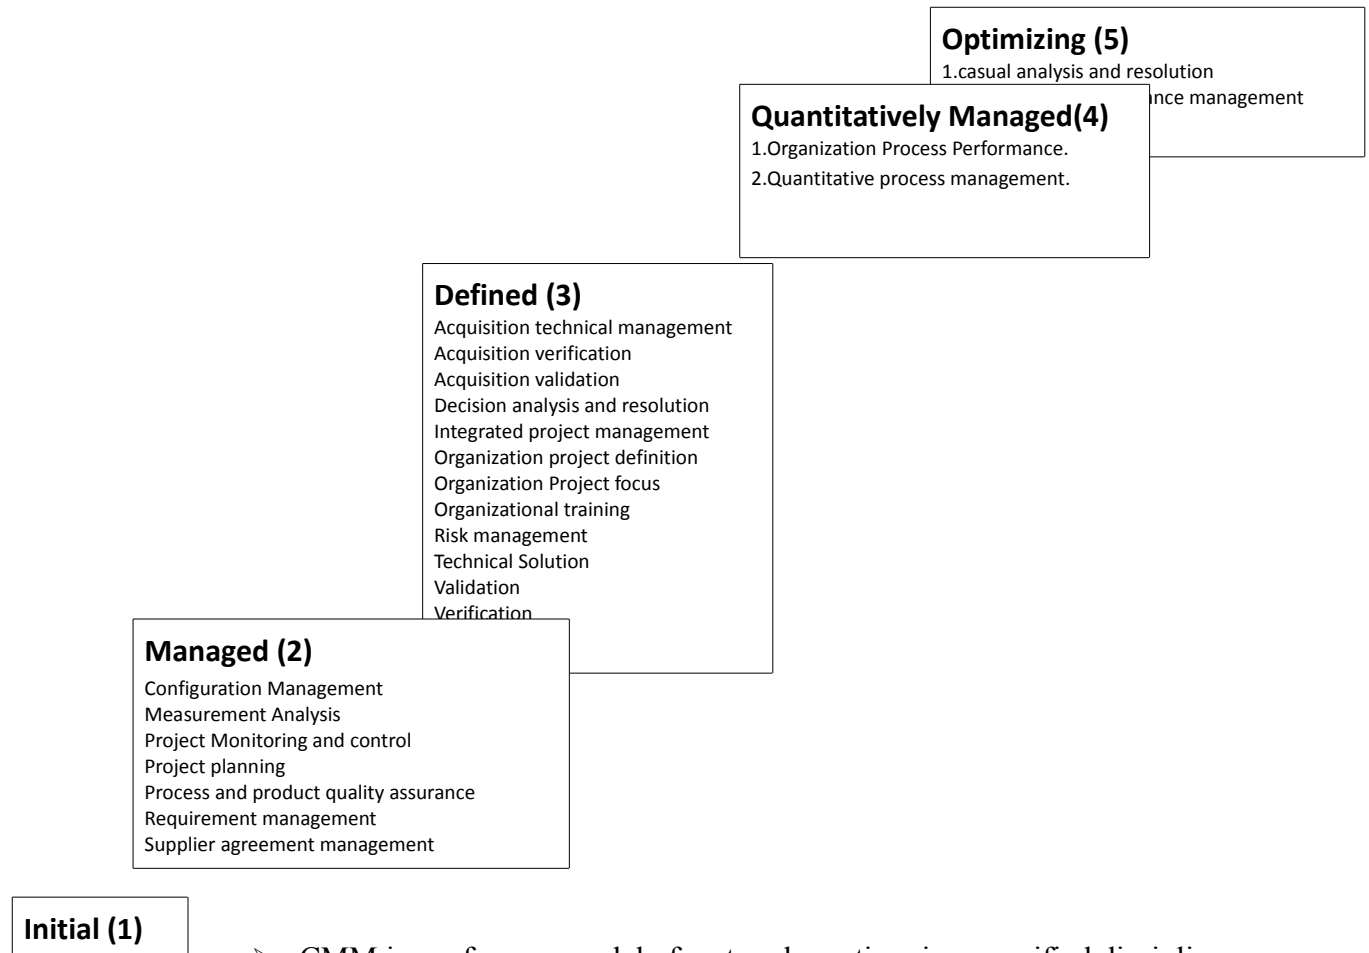 Optimizing (5)
1.casual analysis and resolution
management
Quantitatively Managed(4)
1.Organization Process Performance.
2.Quantitative process management.
Defined (3)
Acquisition technical management
Acquisition verification
Acquisition validation
Decision analysis and resolution
Integrated project management
Organization project definition
Organization Project focus
Organizational training
Risk management
Technical Solution
Validation
Verification
Managed (2)
Configuration Management
Measurement Analysis
Project Monitoring and control
Project planning
Process and product quality assurance
Requirement management
Supplier agreement management
Initial (1)